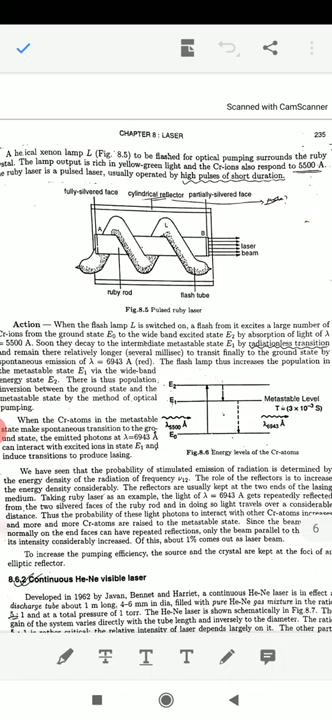 Scanned with CamScanner
CHAPTER 8 : LASER 235
A helical xenon lamp L (Fig. 8.5) to be flashed for optical pumping surrounds the ruby
stal. The lamp output is rich in yellow-green light and the Cr-ions also respond to 5500 A.
e ruby laser is a pulsed laser, usually operated by high pulses of short duration.
fully-silvered face cylindrical reflector partially-silvered face
A L B
laser
beam
ruby rod flash tube
Fig.8.5 Pulsed ruby laser
Action — When the flash lamp L is switched on, a flash from it excites a large number of
Cr-ions from the ground state E0 to the wide band excited state E2 by absorption of light of λ
= 5500 A. Soon they decay to the intermediate metastable state E1 by radiationless transition
and remain there relatively longer (several millisec) to transit finally to the ground state by
spontaneous emission of λ = 6943 A (red). The flash lamp thus increases the population in
the metastable state E1 via the wide-band
energy state E2. There is thus population
inversion between the ground state and the
metastable state by the method of optical
pumping.
When the Cr-atoms in the metastable
state make spontaneous transition to the gro-
und state, the emitted photons at λ=6943 A
can interact with excited ions in state E1 and
induce transitions to produce lasing.
E2
Metastable Level
E1 T = (3 x 10⁻³ S)
λ5500 Å λ6943 Å
E0
Fig.8.6 Energy levels of the Cr-atoms
We have seen that the probability of stimulated emission of radiation is determined by
the energy density of the radiation of frequency ν12. The role of the reflectors is to increase
the energy density considerably. The reflectors are usually kept at the two ends of the lasing
medium. Taking ruby laser as an example, the light of λ = 6943 A gets repeatedly reflected
from the two silvered faces of the ruby rod and in doing so light travels over a considerable
distance. Thus the probability of these light photons to interact with other Cr-atoms increases
and more and more Cr-atoms are raised to the metastable state. Since the beam
normally on the end faces can have repeated reflections, only the beam parallel to th
its intensity considerably increased. Of this, about 1% comes out as laser beam.
6
To increase the pumping efficiency, the source and the crystal are kept at the foci of an
elliptic reflector.
8.6.2 Continuous He-Ne visible laser
Developed in 1962 by Javan, Bennet and Harriet, a continuous He-Ne laser is in effect a
discharge tube about 1 m long, 4-6 mm in dia, filled with pure He-Ne gas mixture in the ratio
5 : 1 and at a total pressure of 1 torr. The He-Ne laser is shown schematically in Fig.8.7. The
gain of the system varies directly with the tube length and inversely to the diameter. The ratio
5 : 1 is rather critical; the relative intensity of laser depends largely on it. The other part
T T T